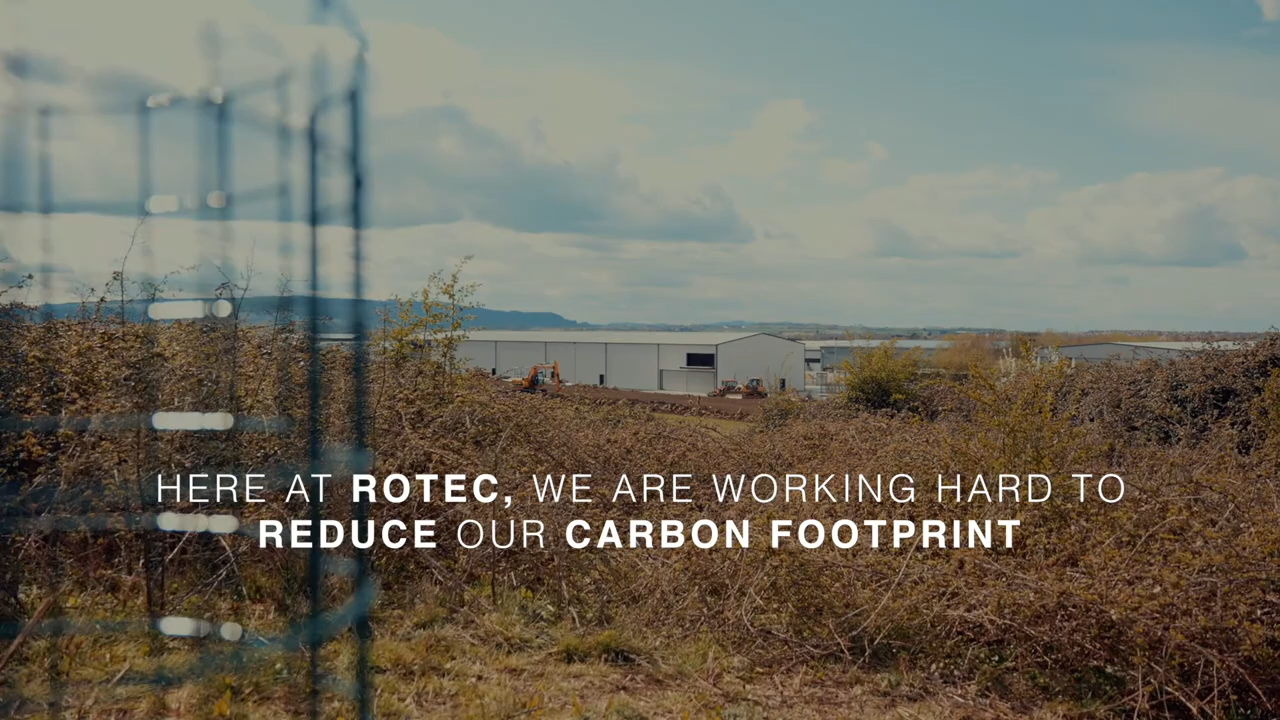 HERE AT ROTEC, WE ARE WORKING HARD TO
REDUCE OUR CARBON FOOTPRINT